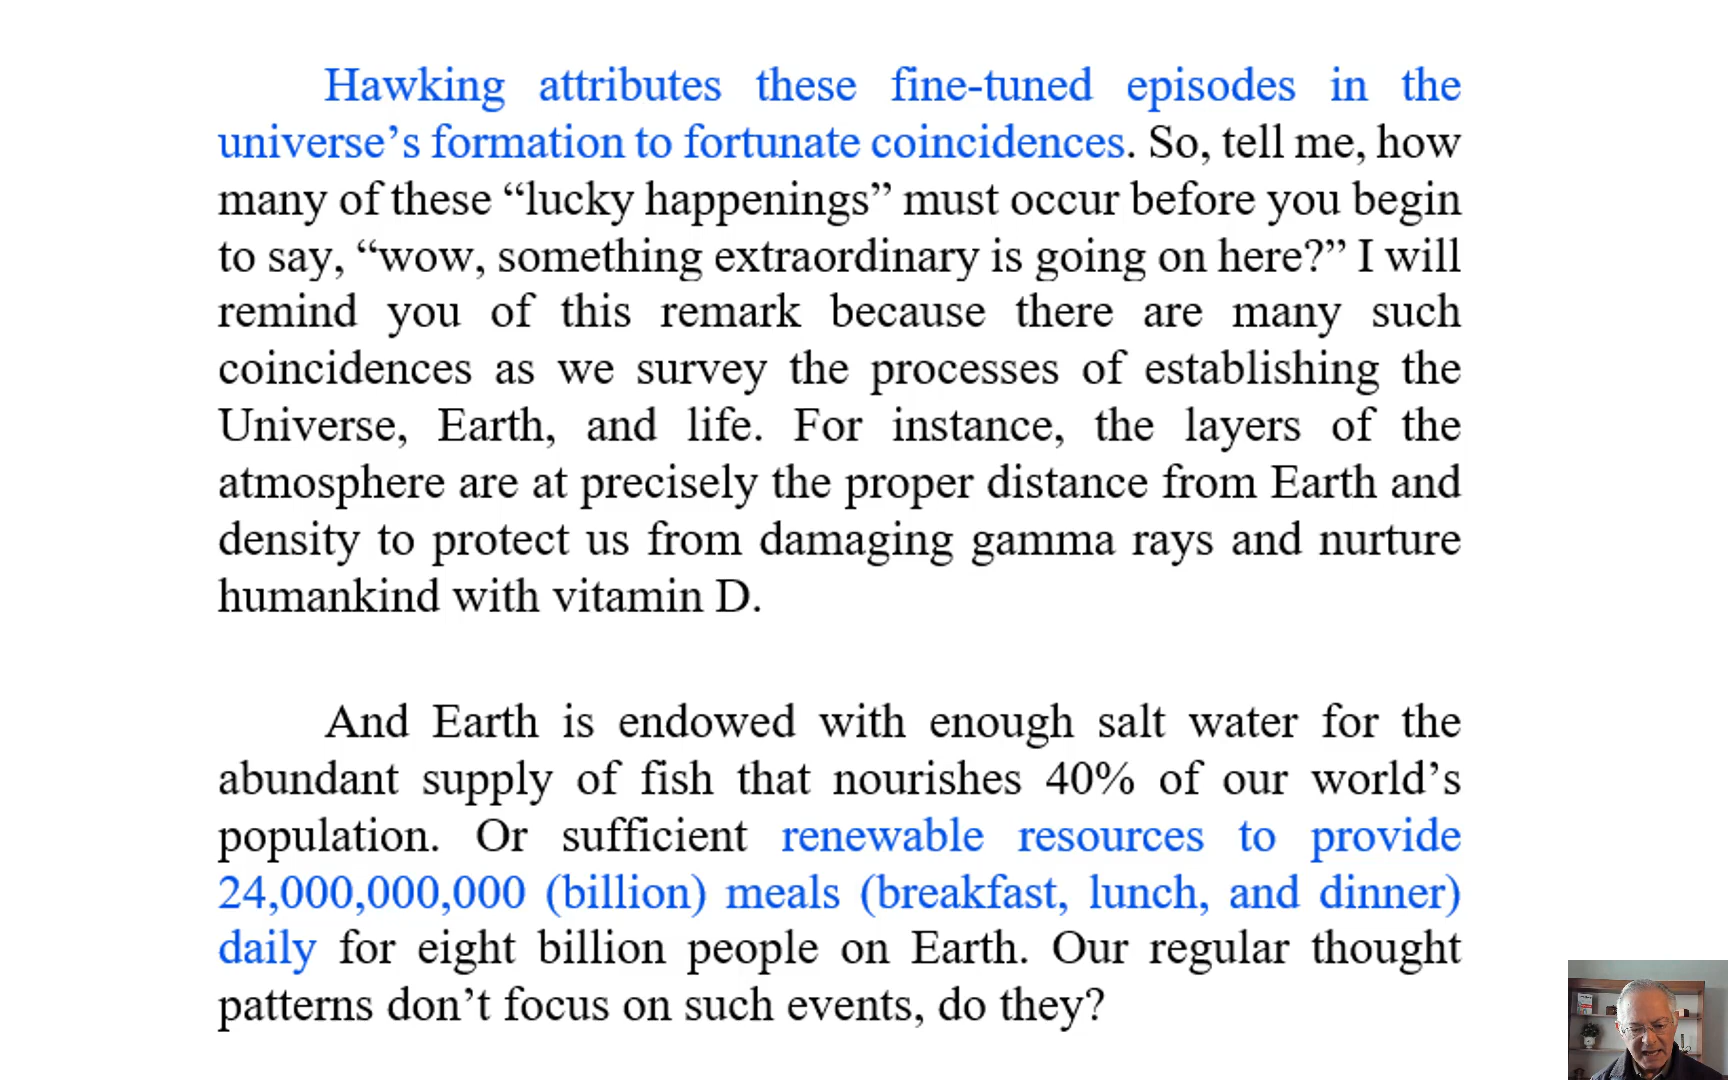 Hawking attributes these fine-tuned episodes in the
universe’s formation to fortunate coincidences. So, tell me, how
many of these “lucky happenings” must occur before you begin
to say, “wow, something extraordinary is going on here?” I will
remind you of this remark because there are many such
coincidences as we survey the processes of establishing the
Universe, Earth, and life. For instance, the layers of the
atmosphere are at precisely the proper distance from Earth and
density to protect us from damaging gamma rays and nurture
humankind with vitamin D.
And Earth is endowed with enough salt water for the
abundant supply of fish that nourishes 40% of our world’s
population. Or sufficient renewable resources to provide
24,000,000,000 (billion) meals (breakfast, lunch, and dinner)
daily for eight billion people on Earth. Our regular thought
patterns don’t focus on such events, do they?